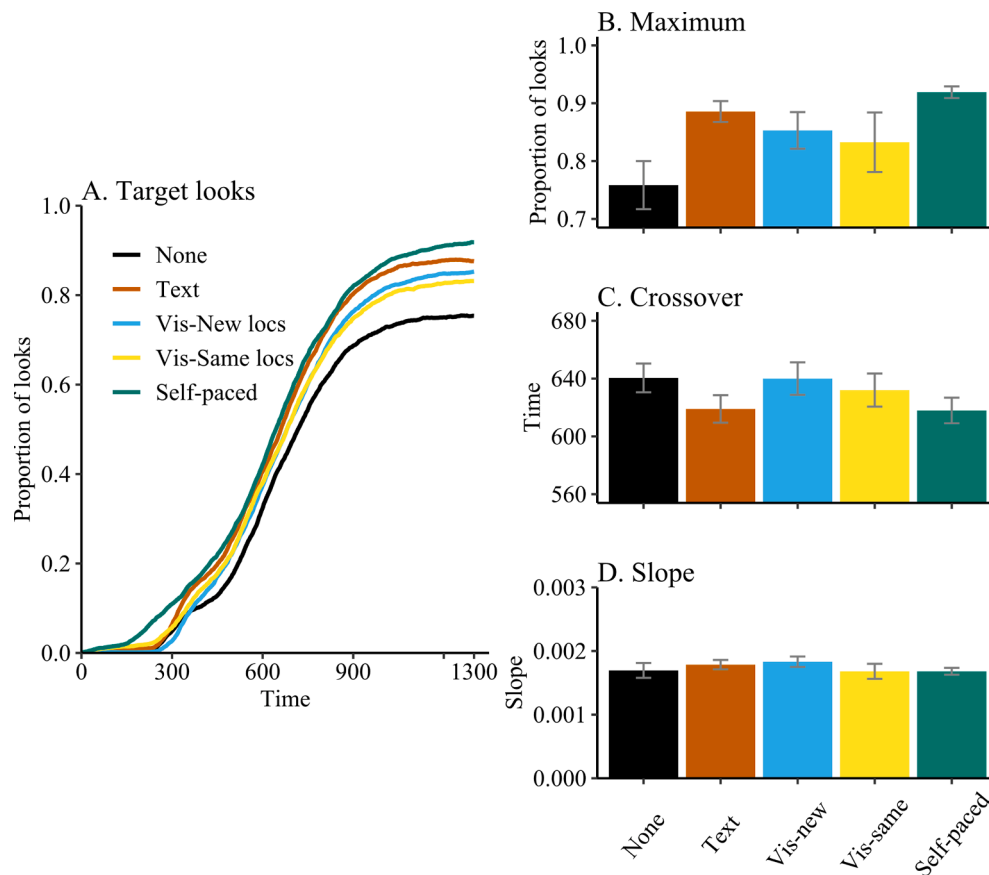 A. Target looks
Proportion of looks
1.0
0.8
0.6
0.4
0.2
0.0
None
Text
Vis-New locs
Vis-Same locs
Self-paced
0
300
600
900
1300
Time
B. Maximum
Proportion of looks
1.0
0.9
0.8
0.7
C. Crossover
Time
680
640
600
560
D. Slope
Slope
0.003
0.002
0.001
0.000
None
Text
Vis-new
Vis-same
Self-paced